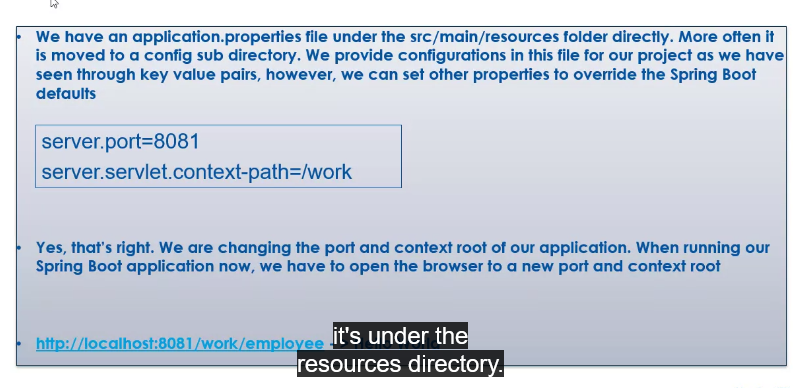 • We have an application.properties file under the src/main/resources folder directly. More often it
is moved to a config sub directory. We provide configurations in this file for our project as we have
seen through key value pairs, however, we can set other properties to override the Spring Boot
defaults
server.port=8081
server.servlet.context-path=/work
• Yes, that's right. We are changing the port and context root of our application. When running our
Spring Boot application now, we have to open the browser to a new port and context root
• http://localhost:8081/work/employee
it's under the
resources directory.